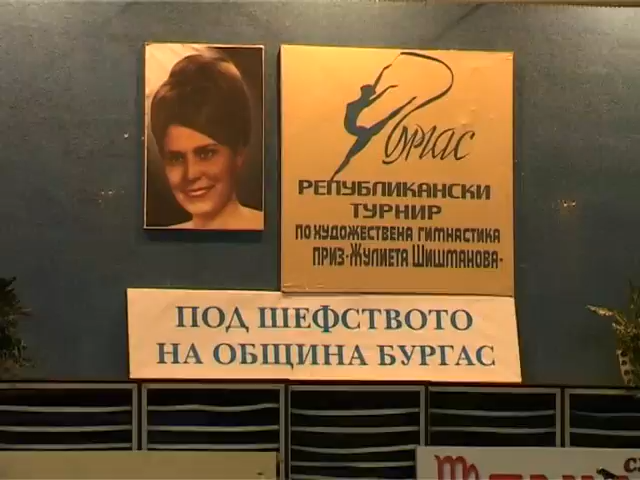 Бургас
РЕПУБЛИКАНСКИ
ТУРНИР
ПО ХУДОЖЕСТВЕНА ГИМНАСТИКА
ПРИЗ-ЖУЛИЕТА ШИШМАНОВА-
ПОД ШЕФСТВОТО
НА ОБЩИНА БУРГАС